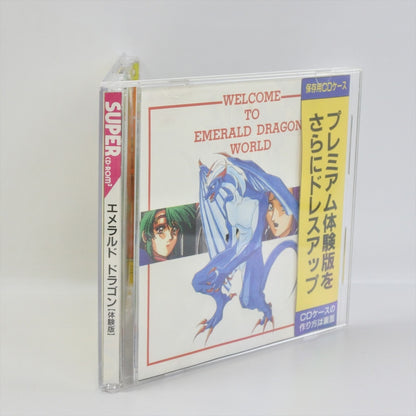 SUPER
CD-ROM²
エメラルド ドラゴン[体験版]
WELCOME
TO
EMERALD DRAGON
WORLD
保存用CDケース
プレミアム体験版を
さらにドレスアップ
CDケースの
作り方は裏面